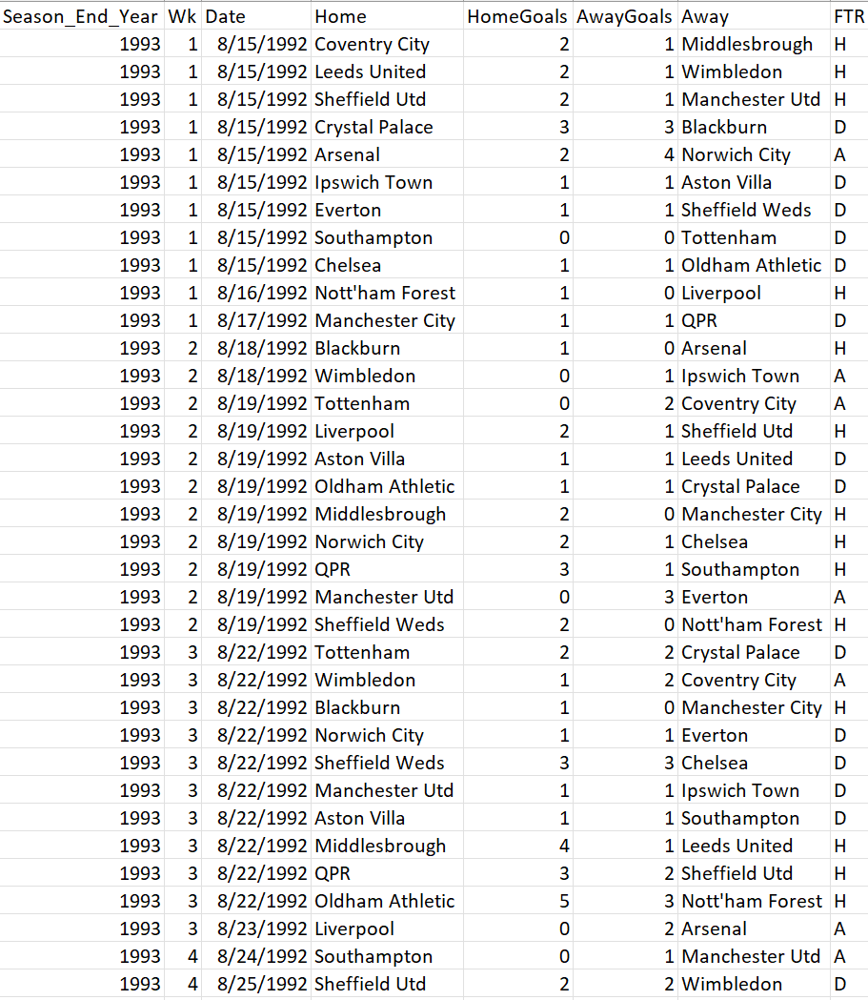 Season_End_Year Wk Date Home HomeGoals AwayGoals Away FTR
1993 1 8/15/1992 Coventry City 2 1 Middlesbrough H
1993 1 8/15/1992 Leeds United 2 1 Wimbledon H
1993 1 8/15/1992 Sheffield Utd 2 1 Manchester Utd H
1993 1 8/15/1992 Crystal Palace 3 3 Blackburn D
1993 1 8/15/1992 Arsenal 2 4 Norwich City A
1993 1 8/15/1992 Ipswich Town 1 1 Aston Villa D
1993 1 8/15/1992 Everton 1 1 Sheffield Weds D
1993 1 8/15/1992 Southampton 0 0 Tottenham D
1993 1 8/15/1992 Chelsea 1 1 Oldham Athletic D
1993 1 8/16/1992 Nott'ham Forest 1 0 Liverpool H
1993 1 8/17/1992 Manchester City 1 1 QPR D
1993 2 8/18/1992 Blackburn 1 0 Arsenal H
1993 2 8/18/1992 Wimbledon 0 1 Ipswich Town A
1993 2 8/19/1992 Tottenham 0 2 Coventry City A
1993 2 8/19/1992 Liverpool 2 1 Sheffield Utd H
1993 2 8/19/1992 Aston Villa 1 1 Leeds United D
1993 2 8/19/1992 Oldham Athletic 1 1 Crystal Palace D
1993 2 8/19/1992 Middlesbrough 2 0 Manchester City H
1993 2 8/19/1992 Norwich City 2 1 Chelsea H
1993 2 8/19/1992 QPR 3 1 Southampton H
1993 2 8/19/1992 Manchester Utd 0 3 Everton A
1993 2 8/19/1992 Sheffield Weds 2 0 Nott'ham Forest H
1993 3 8/22/1992 Tottenham 2 2 Crystal Palace D
1993 3 8/22/1992 Wimbledon 1 2 Coventry City A
1993 3 8/22/1992 Blackburn 1 0 Manchester City H
1993 3 8/22/1992 Norwich City 1 1 Everton D
1993 3 8/22/1992 Sheffield Weds 3 3 Chelsea D
1993 3 8/22/1992 Manchester Utd 1 1 Ipswich Town D
1993 3 8/22/1992 Aston Villa 1 1 Southampton D
1993 3 8/22/1992 Middlesbrough 4 1 Leeds United H
1993 3 8/22/1992 QPR 3 2 Sheffield Utd H
1993 3 8/22/1992 Oldham Athletic 5 3 Nott'ham Forest H
1993 3 8/23/1992 Liverpool 0 2 Arsenal A
1993 4 8/24/1992 Southampton 0 1 Manchester Utd A
1993 4 8/25/1992 Sheffield Utd 2 2 Wimbledon D